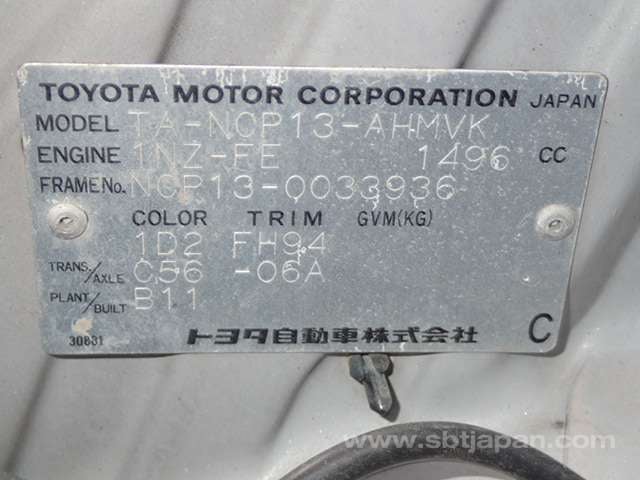 TOYOTA MOTOR CORPORATION JAPAN
MODEL TA-NCP13-AHMVK
ENGINE 1NZ-FE 1496 CC
FRAME No. NCP13-0033936
COLOR TRIM GVM(KG)
1D2 FH94
TRANS./AXLE C56 -06A
PLANT/BUILT B11
30831 トヨタ自動車株式会社 C
www.sbtjapan.com